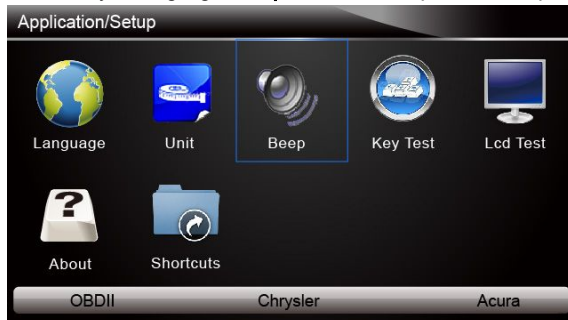 Application/Setup
Language Unit Beep Key Test Lcd Test
? About Shortcuts
OBDII Chrysler Acura